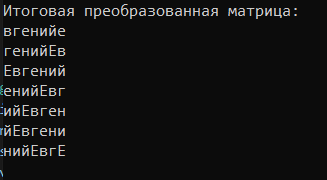 Итоговая преобразованная матрица:
вгенийе
генийЕв
Евгений
енийЕвг
ийЕвген
йЕвгени
нийЕвгЕ